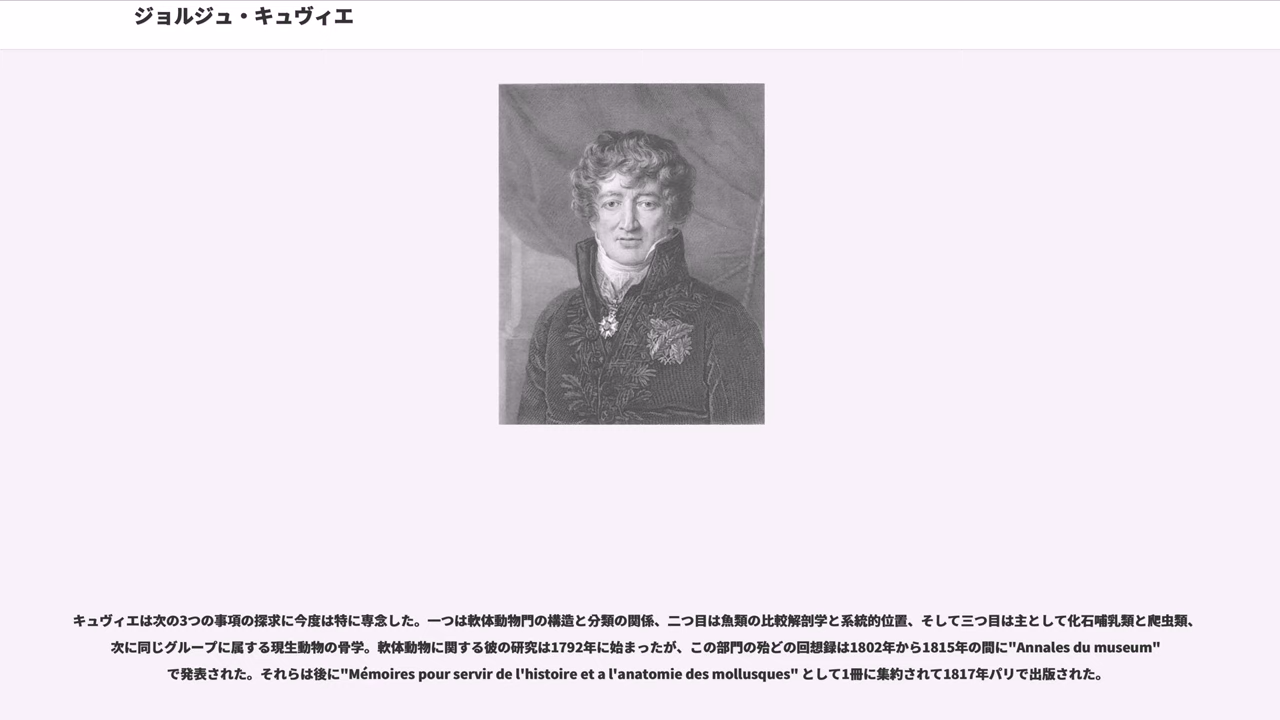 ジョルジュ・キュヴィエ
キュヴィエは次の3つの事項の探求に今度は特に専念した。一つは軟体動物門の構造と分類の関係、二つ目は魚類の比較解剖学と系統的位置、そして三つ目は主として化石哺乳類と爬虫類、
次に同じグループに属する現生動物の骨学。軟体動物に関する彼の研究は1792年に始まったが、この部門の殆どの回想録は1802年から1815年の間に"Annales du museum"
で発表された。それらは後に"Mémoires pour servir de l'histoire et a l'anatomie des mollusques" として1冊に集約されて1817年パリで出版された。